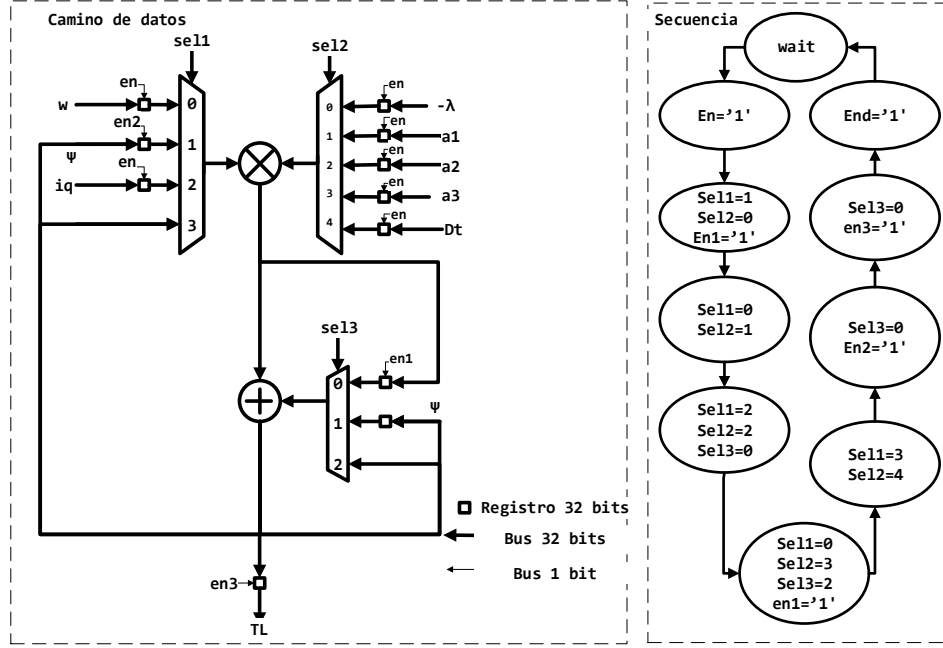 Camino de datos
sel1
sel2
en
w
0
en2
ψ
1
en
iq
2
3
0
en
-λ
1
en
a1
2
en
a2
3
en
a3
4
en
Dt
sel3
en1
0
ψ
1
2
Registro 32 bits
Bus 32 bits
Bus 1 bit
en3
TL
Secuencia
wait
En='1'
Sel1=1
Sel2=0
En1='1'
Sel1=0
Sel2=1
Sel1=2
Sel2=2
Sel3=0
Sel1=0
Sel2=3
Sel3=2
en1=’1'
Sel1=3
Sel2=4
Sel3=0
En2=’1'
Sel3=0
en3=’1'
End=’1'